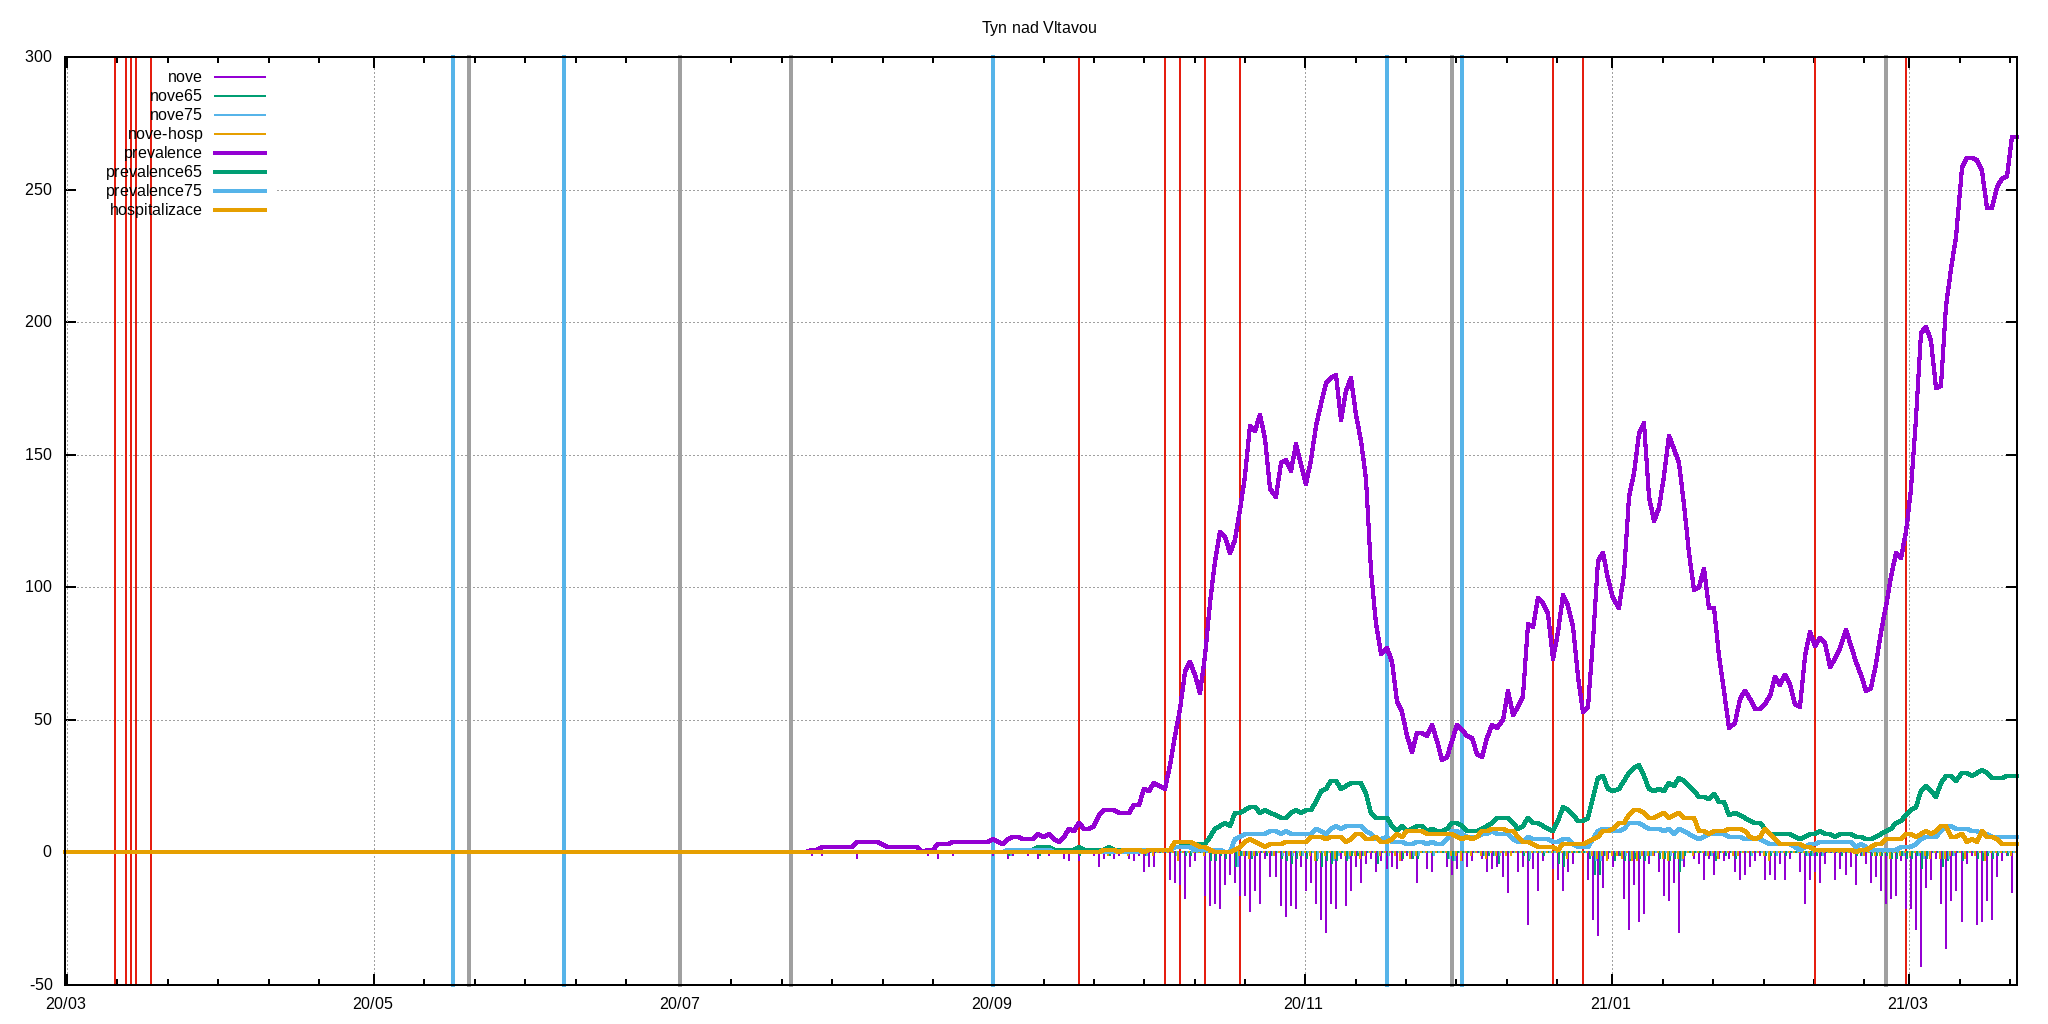 Tyn nad Vltavou
300
250
200
150
100
50
0
-50
nove
nove65
nove75
nove-hosp
prevalence
prevalence65
prevalence75
hospitalizace
20/03 20/05 20/07 20/09 20/11 21/01 21/03